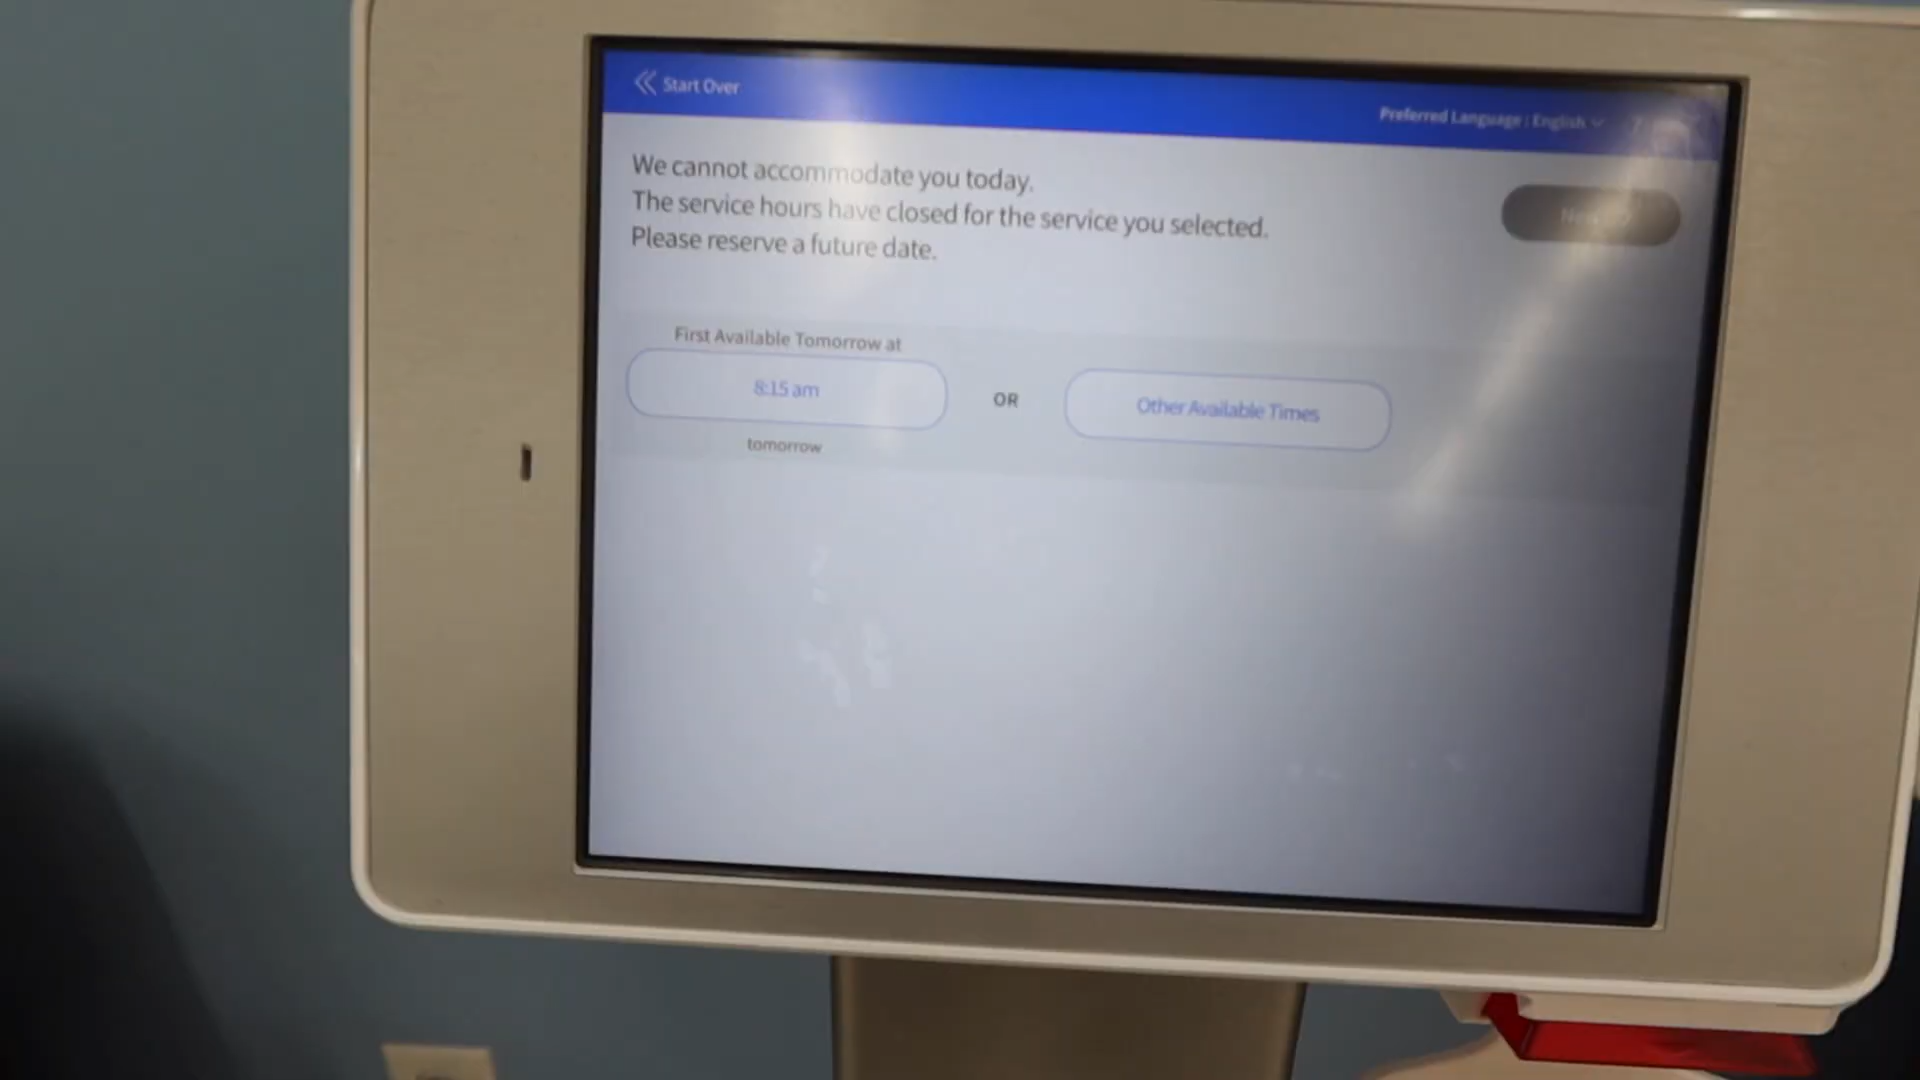 Start Over
Preferred Language : English
We cannot accommodate you today.
The service hours have closed for the service you selected.
Please reserve a future date.
First Available Tomorrow at
8:15 am
OR
Other Available Times
tomorrow